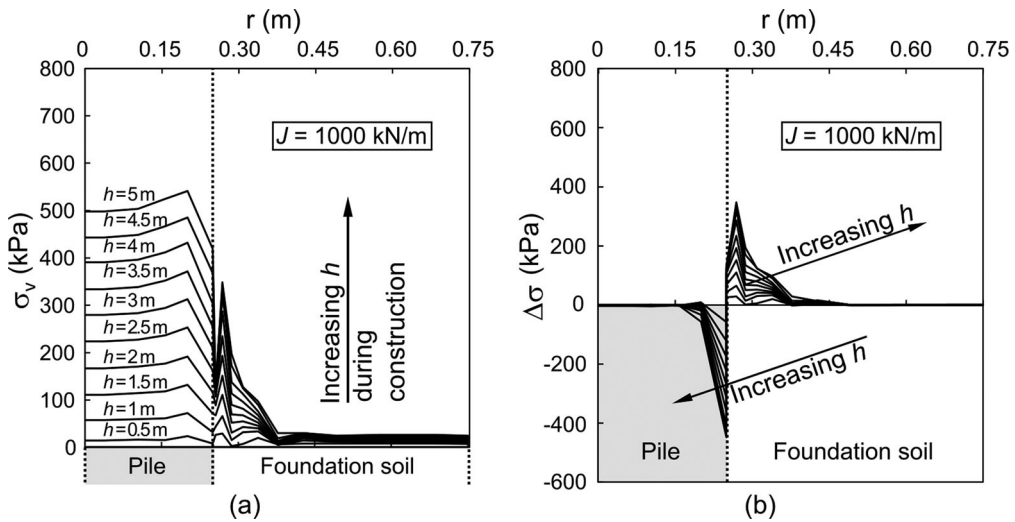 r (m)
0 0.15 0.30 0.45 0.60 0.75
800
700
600
500
400
300
200
100
0
σv (kPa)
J = 1000 kN/m
h=5m
h=4.5m
h=4m
h=3.5m
h=3m
h=2.5m
h=2m
h=1.5m
h=1m
h=0.5m
Increasing h
during
construction
Pile
Foundation soil
(a)
r (m)
0 0.15 0.30 0.45 0.60 0.75
800
600
400
200
0
-200
-400
-600
Δσ (kPa)
J = 1000 kN/m
Increasing h
Increasing h
Pile
Foundation soil
(b)